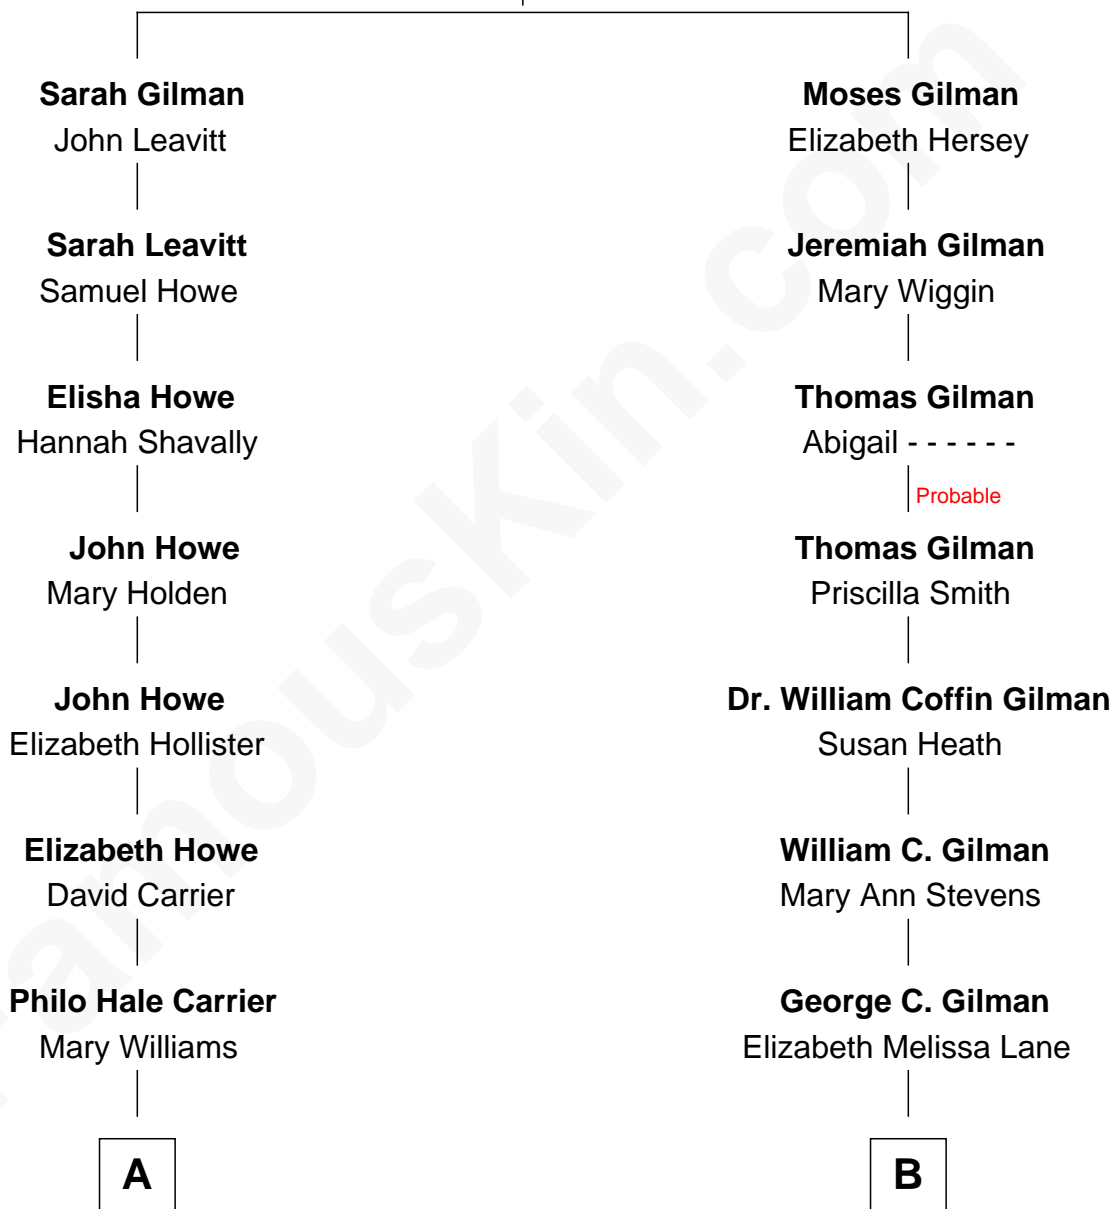 Sarah Gilman
John Leavitt
Sarah Leavitt
Samuel Howe
Elisha Howe
Hannah Shavally
John Howe
Mary Holden
John Howe
Elizabeth Hollister
Elizabeth Howe
David Carrier
Philo Hale Carrier
Mary Williams
A
Moses Gilman
Elizabeth Hersey
Jeremiah Gilman
Mary Wiggin
Thomas Gilman
Abigail - - - - - -
Probable
Thomas Gilman
Priscilla Smith
Dr. William Coffin Gilman
Susan Heath
William C. Gilman
Mary Ann Stevens
George C. Gilman
Elizabeth Melissa Lane
B
FamousKin.com